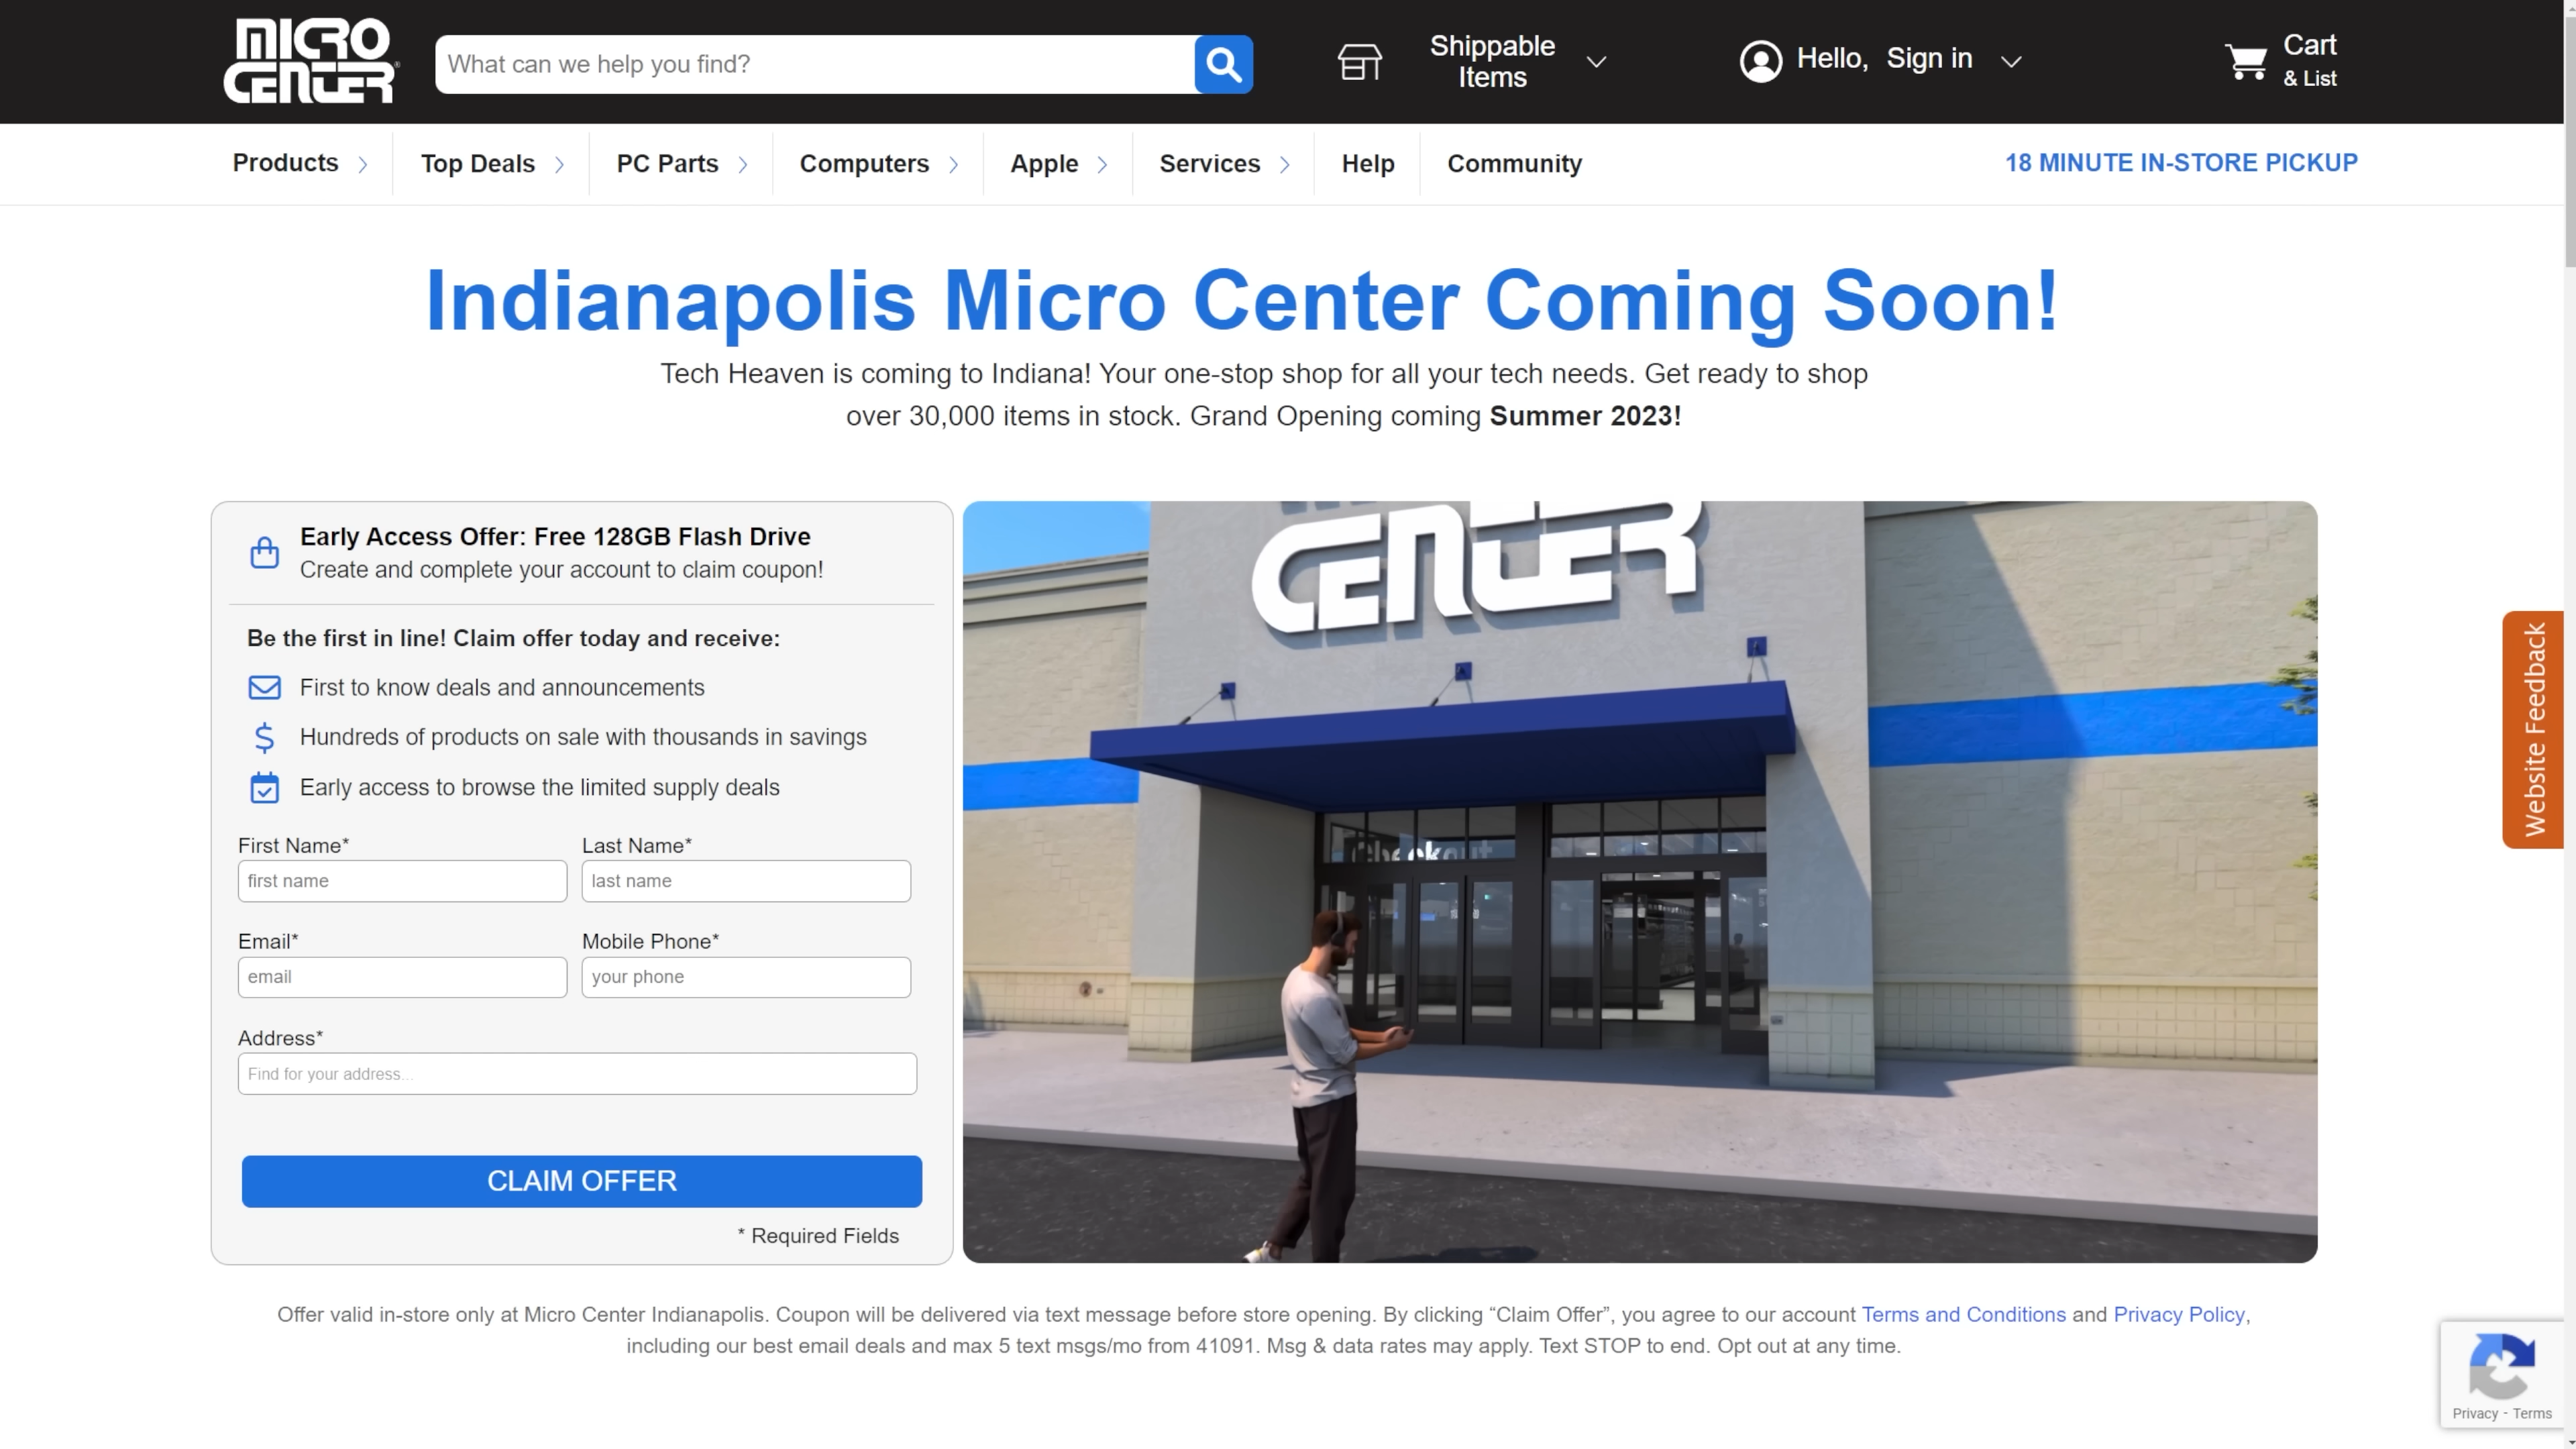 MICRO CENTER
What can we help you find?
Shippable Items
Hello, Sign in
Cart & List
Products
Top Deals
PC Parts
Computers
Apple
Services
Help
Community
18 MINUTE IN-STORE PICKUP
Indianapolis Micro Center Coming Soon!
Tech Heaven is coming to Indiana! Your one-stop shop for all your tech needs. Get ready to shop
over 30,000 items in stock. Grand Opening coming Summer 2023!
Early Access Offer: Free 128GB Flash Drive
Create and complete your account to claim coupon!
Be the first in line! Claim offer today and receive:
First to know deals and announcements
Hundreds of products on sale with thousands in savings
Early access to browse the limited supply deals
First Name* Last Name*
first name last name
Email* Mobile Phone*
email your phone
Address*
Find for your address...
CLAIM OFFER
* Required Fields
CENTER
Checkout
Website Feedback
Offer valid in-store only at Micro Center Indianapolis. Coupon will be delivered via text message before store opening. By clicking “Claim Offer”, you agree to our account Terms and Conditions and Privacy Policy,
including our best email deals and max 5 text msgs/mo from 41091. Msg & data rates may apply. Text STOP to end. Opt out at any time.
Privacy - Terms